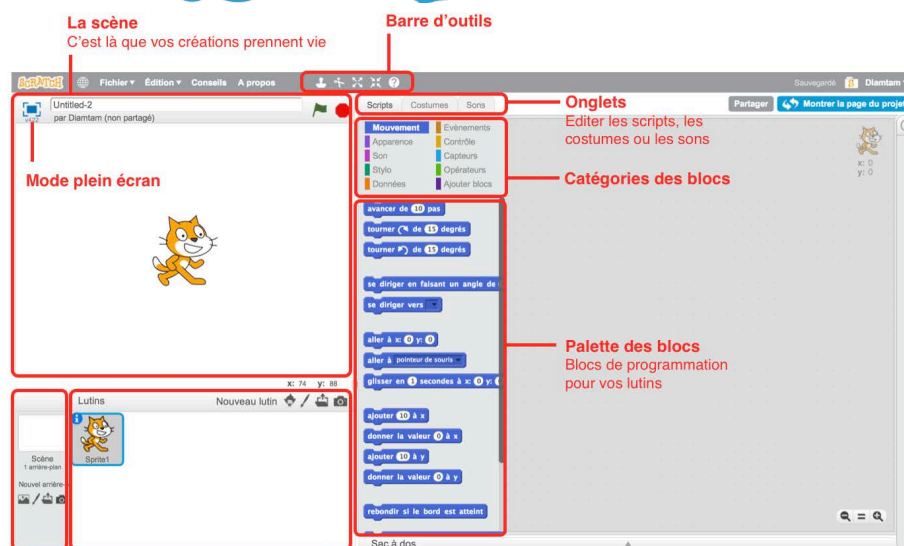 La scène
C'est là que vos créations prennent vie
Barre d'outils
SCRATCH
Fichier Édition Conseils A propos
Sauvegardé
Diamtam
Untitled-2
par Diamtam (non partagé)
v422
Scripts Costumes Sons
Onglets
Editer les scripts, les
costumes ou les sons
Partager
Montrer la page du projet
Mouvement
Apparence
Son
Stylo
Données
Evènements
Contrôle
Capteurs
Opérateurs
Ajouter blocs
x: 0
y: 0
Mode plein écran
Catégories des blocs
avancer de 10 pas
tourner de 15 degrés
tourner de 15 degrés
se diriger en faisant un angle de
se diriger vers
aller à x: 0 y: 0
aller à pointeur de souris
glisser en 1 secondes à x: 0 y:
ajouter 10 à x
donner la valeur 0 à x
ajouter 10 à y
donner la valeur 0 à y
rebondir si le bord est atteint
Palette des blocs
Blocs de programmation
pour vos lutins
x: 74 y: 88
Lutins
Nouveau lutin
Sprite1
Scène
1 arrière-plan
Nouvel arrière-
Sac à dos